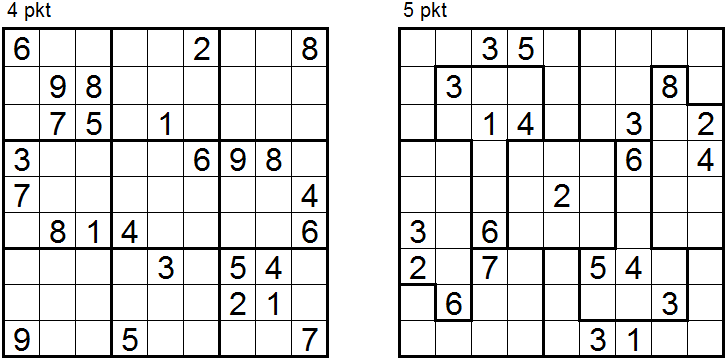 4 pkt 5 pkt
6 2 8 3 5
9 8 3 8
7 5 1 1 4 3 2
3 6 9 8 6 4
7 4 2
8 1 4 6 3 6
3 5 4 2 7 5 4
2 1 6 3
9 5 7 3 1